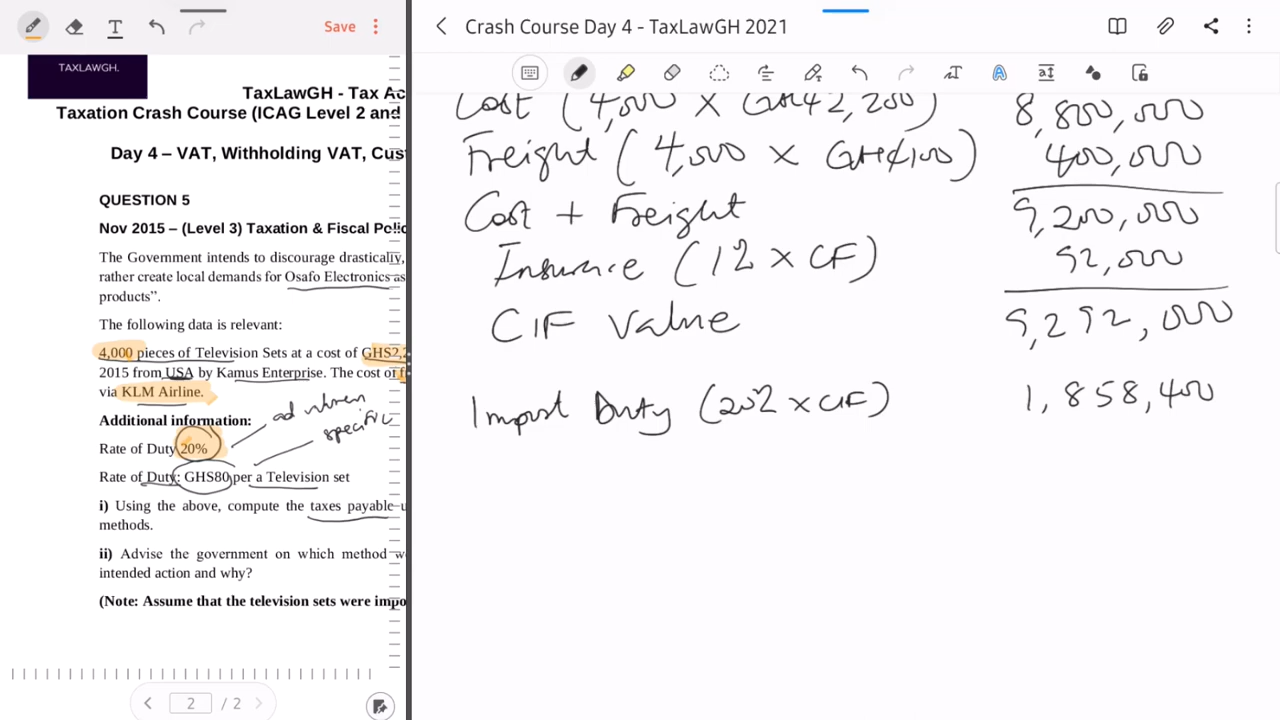 Save
TAXLAWGH.
TaxLawGH - Tax Ac
Taxation Crash Course (ICAG Level 2 and
Day 4 – VAT, Withholding VAT, Cus
QUESTION 5
Nov 2015 – (Level 3) Taxation & Fiscal Polic
The Government intends to discourage drastically,
rather create local demands for Osafo Electronics as
products”.
The following data is relevant:
4,000 pieces of Television Sets at a cost of GHS2,2
2015 from USA by Kamus Enterprise. The cost of f
via KLM Airline.
Additional information:
ad valorem
Rate of Duty 20%
specific
Rate of Duty: GHS80 per a Television set
i) Using the above, compute the taxes payable u
methods.
ii) Advise the government on which method w
intended action and why?
(Note: Assume that the television sets were impo
2 / 2
Crash Course Day 4 - TaxLawGH 2021
Cost (4,000 x GH¢2,200) 8,800,000
Freight (4,000 x GH¢100) 400,000
Cost + Freight 9,200,000
Insurance (1% x CF) 92,000
CIF Value 9,292,000
Import Duty (20% x CIF) 1,858,400